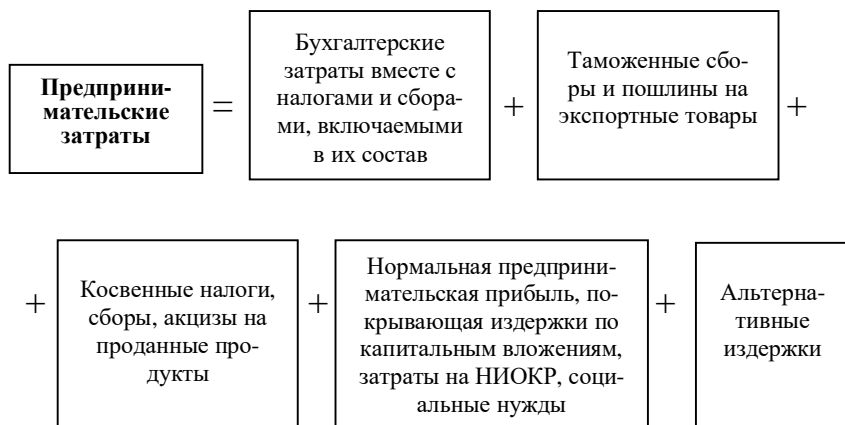 Предприни-
мательские
затраты
=
Бухгалтерские
затраты вместе с
налогами и сбора-
ми, включаемыми
в их состав
+
Таможенные сбо-
ры и пошлины на
экспортные товары
+
+
Косвенные налоги,
сборы, акцизы на
проданные про-
дукты
+
Нормальная предприни-
мательская прибыль, по-
крывающая издержки по
капитальным вложениям,
затраты на НИОКР, соци-
альные нужды
+
Альтерна-
тивные
издержки